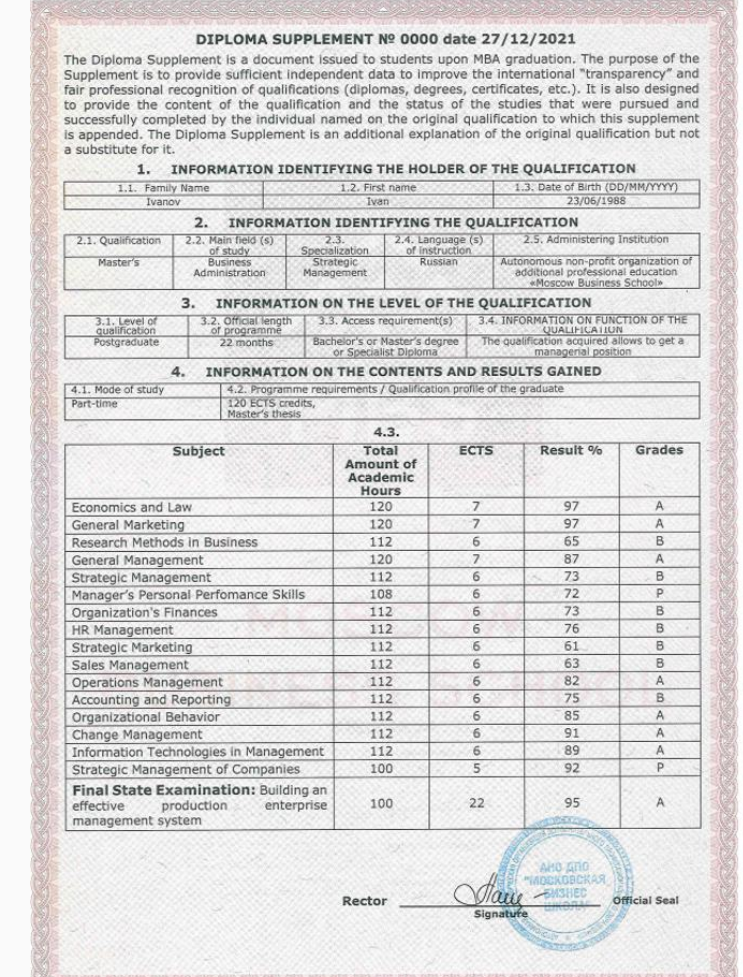 DIPLOMA SUPPLEMENT № 0000 date 27/12/2021
The Diploma Supplement is a document issued to students upon MBA graduation. The purpose of the
Supplement is to provide sufficient independent data to improve the international "transparency" and
fair professional recognition of qualifications (diplomas, degrees, certificates, etc.). It is also designed
to provide the content of the qualification and the status of the studies that were pursued and
successfully completed by the individual named on the original qualification to which this supplement
is appended. The Diploma Supplement is an additional explanation of the original qualification but not
a substitute for it.
1. INFORMATION IDENTIFYING THE HOLDER OF THE QUALIFICATION
1.1. Family Name 1.2. First name 1.3. Date of Birth (DD/MM/YYYY)
Ivanov Ivan 23/06/1988
2. INFORMATION IDENTIFYING THE QUALIFICATION
2.1. Qualification 2.2. Main field (s) 2.3. 2.4. Language (s) 2.5. Administering Institution
of study Specialization of instruction
Master's Business Strategic Russian Autonomous non-profit organization of
Administration Management additional professional education
«Moscow Business School»
3. INFORMATION ON THE LEVEL OF THE QUALIFICATION
3.1. Level of 3.2. Official length 3.3. Access requirement(s) 3.4. INFORMATION ON FUNCTION OF THE
qualification of programme QUALIFICATION
Postgraduate 22 months Bachelor's or Master's degree The qualification acquired allows to get a
or Specialist Diploma managerial position
4. INFORMATION ON THE CONTENTS AND RESULTS GAINED
4.1. Mode of study 4.2. Programme requirements / Qualification profile of the graduate
Part-time 120 ECTS credits,
Master's thesis
4.3.
Subject Total ECTS Result % Grades
Amount of
Academic
Hours
Economics and Law 120 7 97 A
General Marketing 120 7 97 A
Research Methods in Business 112 6 65 B
General Management 120 7 87 A
Strategic Management 112 6 73 B
Manager's Personal Perfomance Skills 108 6 72 P
Organization's Finances 112 6 73 B
HR Management 112 6 76 B
Strategic Marketing 112 6 61 B
Sales Management 112 6 63 B
Operations Management 112 6 82 A
Accounting and Reporting 112 6 75 B
Organizational Behavior 112 6 85 A
Change Management 112 6 91 A
Information Technologies in Management 112 6 89 A
Strategic Management of Companies 100 5 92 P
Final State Examination: Building an
effective production enterprise 100 22 95 A
management system
АНО ДПО
"МОСКОВСКАЯ
БИЗНЕС
ШКОЛА"
Rector Official Seal
Signature